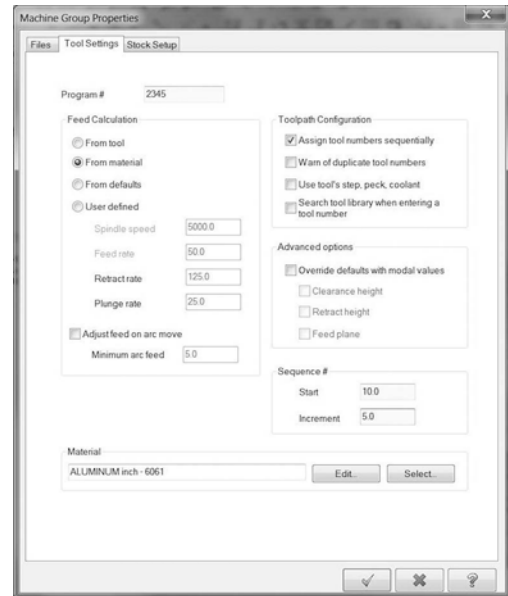 Machine Group Properties
X
Files Tool Settings Stock Setup
Program # 2345
Feed Calculation
From tool
From material
From defaults
User defined
Spindle speed 5000.0
Feed rate 50.0
Retract rate 125.0
Plunge rate 25.0
Adjust feed on arc move
Minimum arc feed 5.0
Toolpath Configuration
Assign tool numbers sequentially
Warn of duplicate tool numbers
Use tool's step, peck, coolant
Search tool library when entering a
tool number
Advanced options
Override defaults with modal values
Clearance height
Retract height
Feed plane
Sequence #
Start 10.0
Increment 5.0
Material
ALUMINUM inch - 6061 Edit.. Select..
?